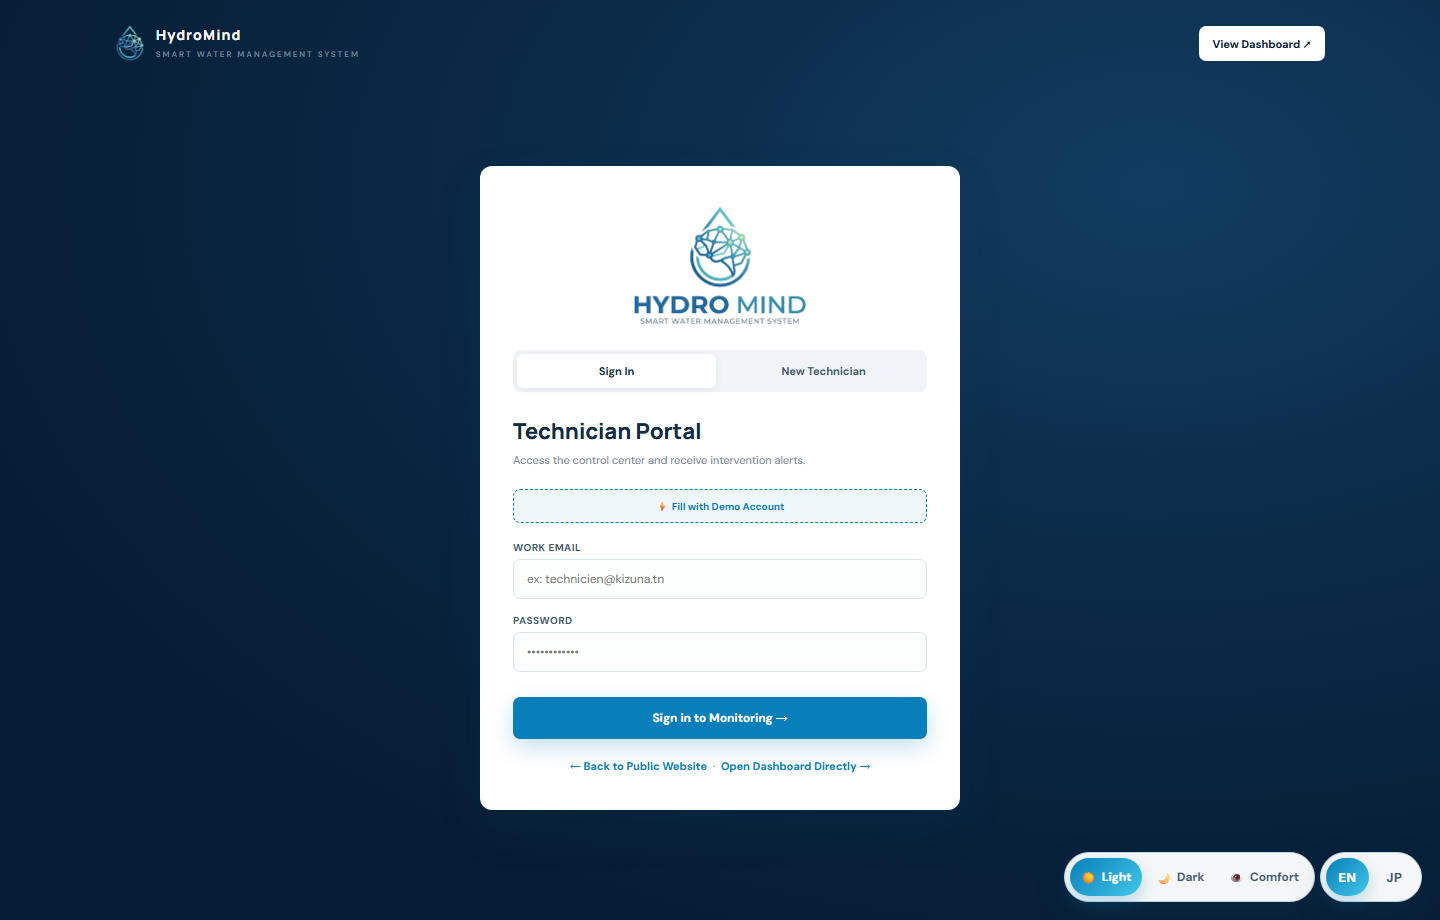 HydroMind
SMART WATER MANAGEMENT SYSTEM
View Dashboard ↗
HYDRO MIND
SMART WATER MANAGEMENT SYSTEM
Sign In
New Technician
Technician Portal
Access the control center and receive intervention alerts.
Fill with Demo Account
WORK EMAIL
ex: technicien@kizuna.tn
PASSWORD
••••••••••••
Sign in to Monitoring →
← Back to Public Website · Open Dashboard Directly →
Light
Dark
Comfort
EN
JP